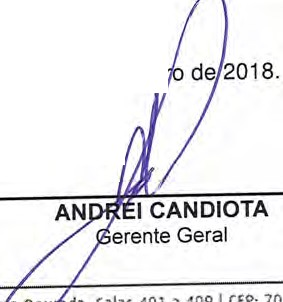 o de 2018.
ANDREI CANDIOTA
Gerente Geral
Salas 401 a 409 | CEP: 70